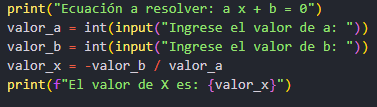 print("Ecuación a resolver: a x + b = 0")
valor_a = int(input("Ingrese el valor de a: "))
valor_b = int(input("Ingrese el valor de b: "))
valor_x = -valor_b / valor_a
print(f"El valor de X es: {valor_x}")